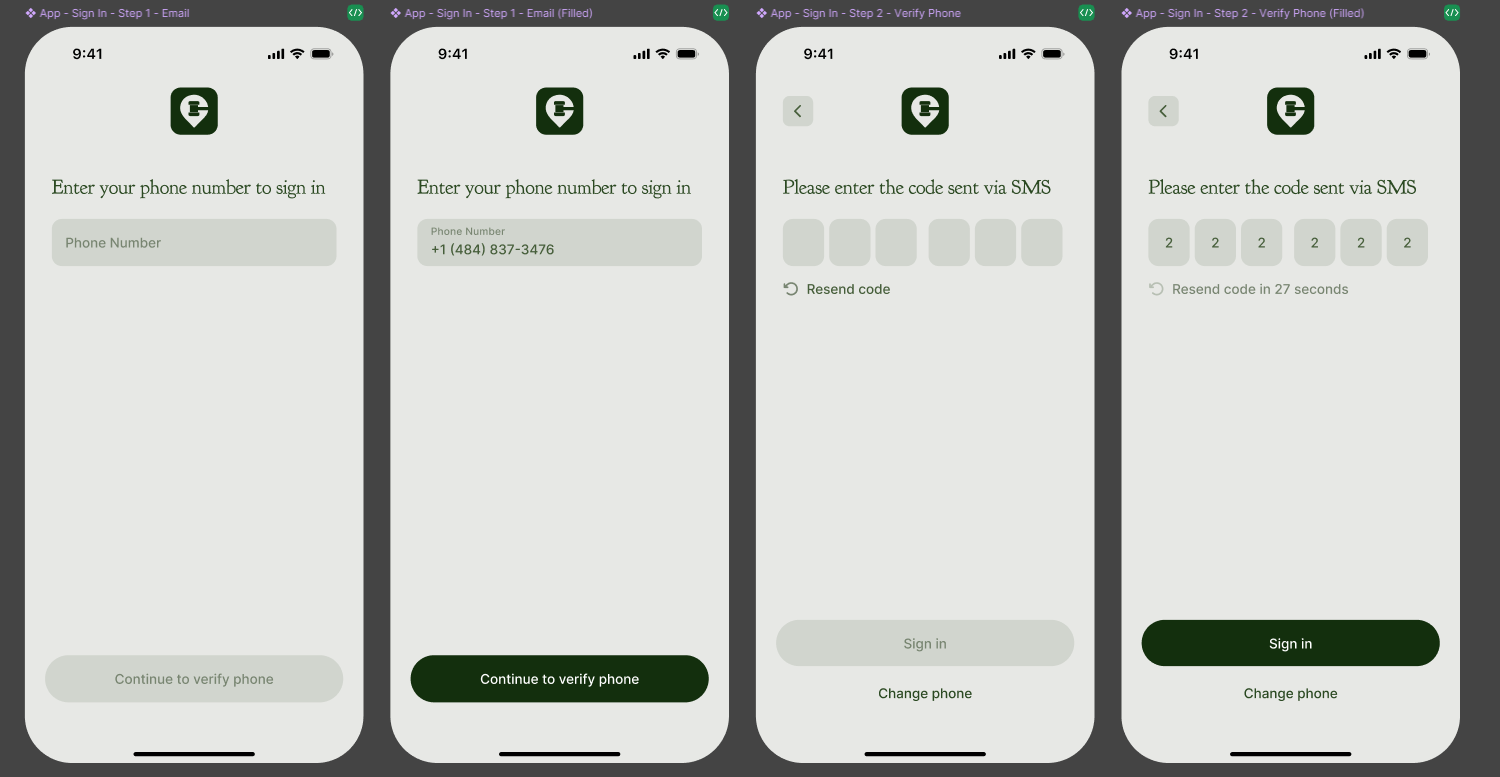 App - Sign In - Step 1 - Email
9:41
Enter your phone number to sign in
Phone Number
Continue to verify phone
App - Sign In - Step 1 - Email (Filled)
9:41
Enter your phone number to sign in
Phone Number
+1 (484) 837-3476
Continue to verify phone
App - Sign In - Step 2 - Verify Phone
9:41
Please enter the code sent via SMS
Resend code
Sign in
Change phone
App - Sign In - Step 2 - Verify Phone (Filled)
9:41
Please enter the code sent via SMS
2 2 2 2 2 2
Resend code in 27 seconds
Sign in
Change phone